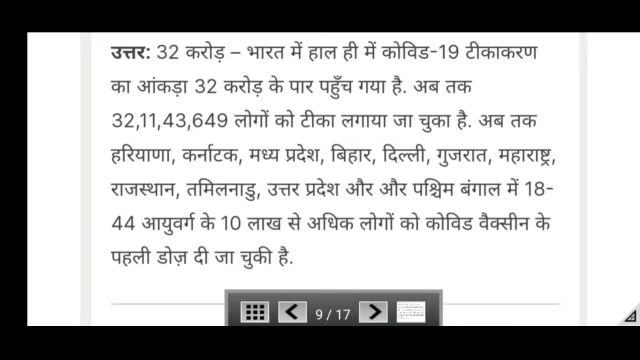 उत्तर: 32 करोड़ – भारत में हाल ही में कोविड-19 टीकाकरण
का आंकड़ा 32 करोड़ के पार पहुँच गया है. अब तक
32,11,43,649 लोगों को टीका लगाया जा चुका है. अब तक
हरियाणा, कर्नाटक, मध्य प्रदेश, बिहार, दिल्ली, गुजरात, महाराष्ट्र,
राजस्थान, तमिलनाडु, उत्तर प्रदेश और और पश्चिम बंगाल में 18-
44 आयुवर्ग के 10 लाख से अधिक लोगों को कोविड वैक्सीन के
पहली डोज़ दी जा चुकी है.
9 / 17